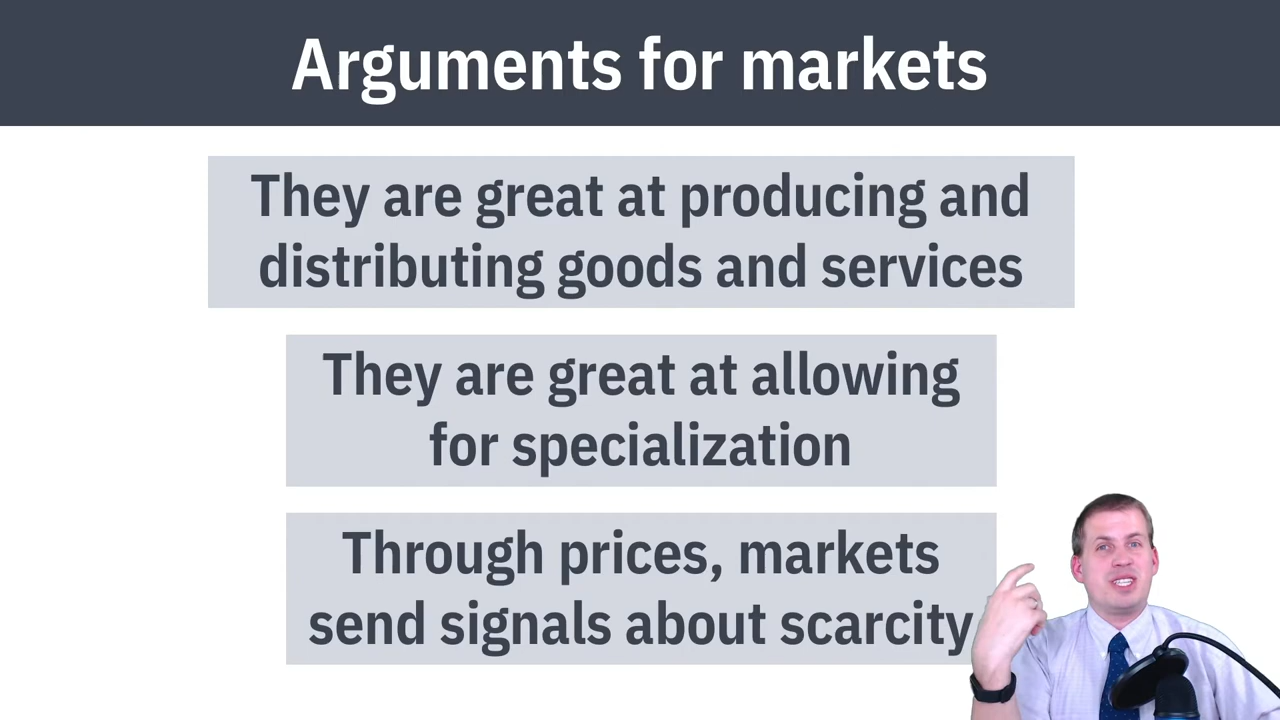 Arguments for markets
They are great at producing and
distributing goods and services
They are great at allowing
for specialization
Through prices, markets
send signals about scarcity